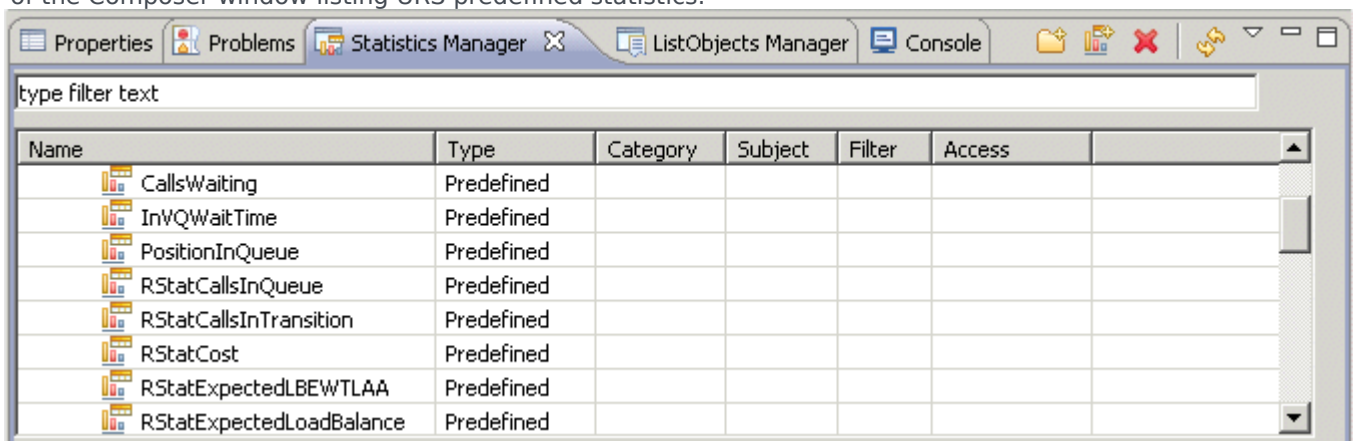 of the Composer window listing URS predefined statistics.
Properties Problems Statistics Manager ListObjects Manager Console
type filter text
Name Type Category Subject Filter Access
CallsWaiting Predefined
InVQWaitTime Predefined
PositionInQueue Predefined
RStatCallsInQueue Predefined
RStatCallsInTransition Predefined
RStatCost Predefined
RStatExpectedLBEWTLAA Predefined
RStatExpectedLoadBalance Predefined